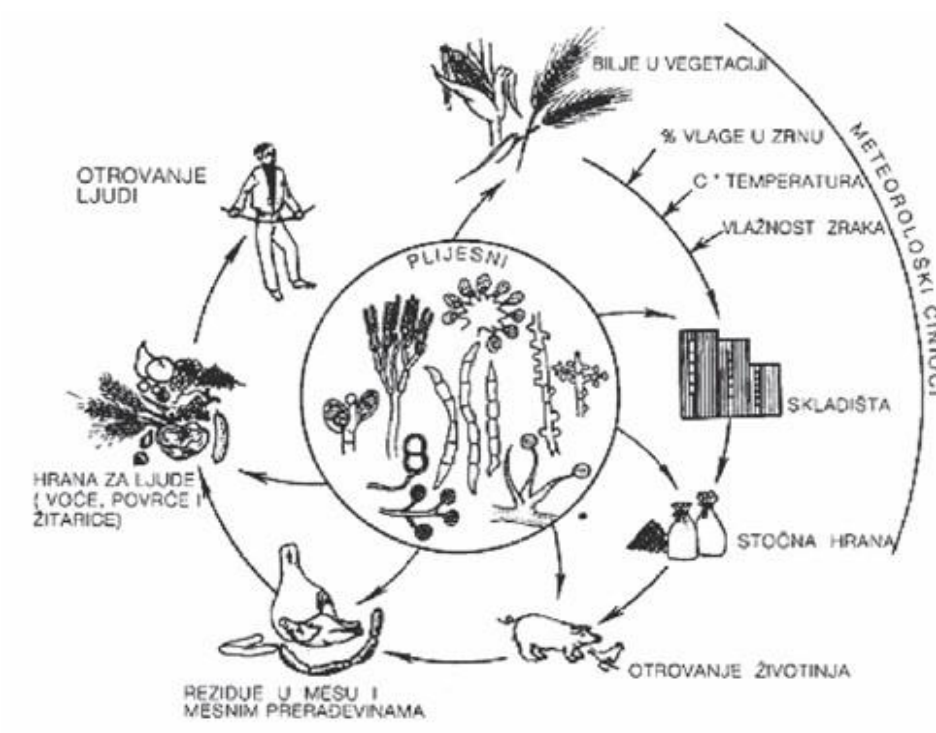 BILJE U VEGETACIJI
% VLAGE U ZRNU
C° TEMPERATURA
VLAŽNOST ZRAKA
METEOROLOŠKI ČINIOCI
OTROVANJE
LJUDI
PLIJESNI
SKLADIŠTA
HRANA ZA LJUDE
( VOĆE, POVRĆE I
ŽITARICE)
STOČNA HRANA
OTROVANJE ŽIVOTINJA
REZIDUE U MESU I
MESNIM PRERAĐEVINAMA